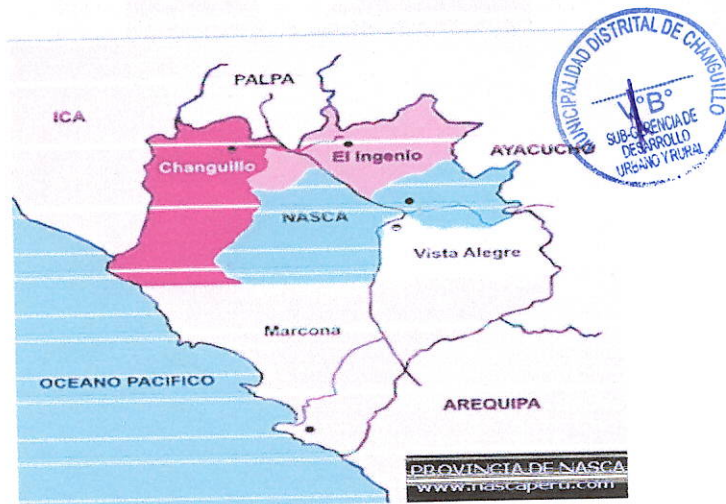 PALPA
ICA
Changuillo
El Ingenio
AYACUCHO
NASCA
Vista Alegre
Marcona
OCEANO PACIFICO
AREQUIPA
PROVINCIA DE NASCA
www.nascaperu.com
MUNICIPALIDAD DISTRITAL DE CHANGUILLO
V°B°
SUB-GERENCIA DE
DESARROLLO
URBANO Y RURAL